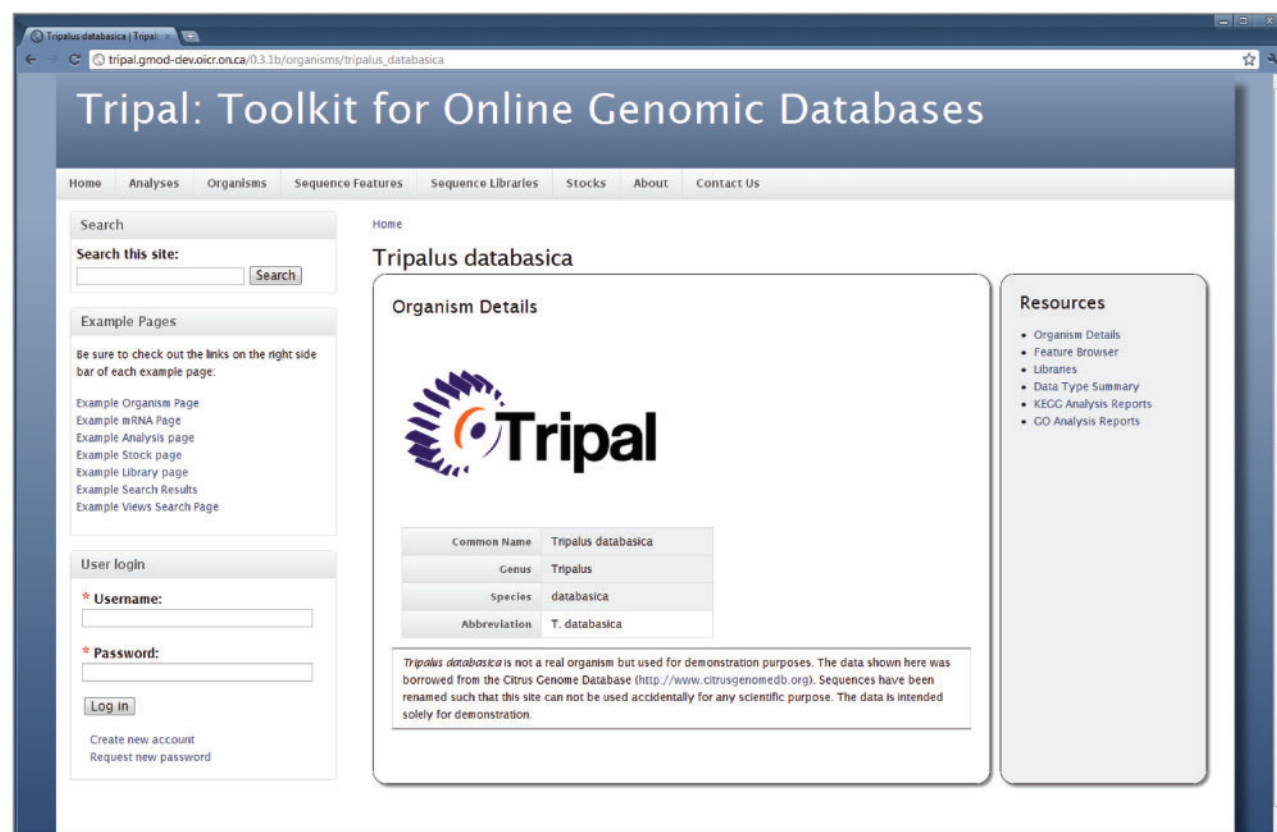 Tripalus databasica | Tripal:
tripal.gmod-dev.oicr.on.ca/0.3.1b/organisms/tripalus_databasica
Tripal: Toolkit for Online Genomic Databases
Home Analyses Organisms Sequence Features Sequence Libraries Stocks About Contact Us
Search
Search this site:
Search
Example Pages
Be sure to check out the links on the right side
bar of each example page:
Example Organism Page
Example mRNA Page
Example Analysis page
Example Stock page
Example Library page
Example Search Results
Example Views Search Page
User login
* Username:
* Password:
Log in
Create new account
Request new password
Home
Tripalus databasica
Organism Details
Tripal
Common Name Tripalus databasica
Genus Tripalus
Species databasica
Abbreviation T. databasica
Tripalus databasica is not a real organism but used for demonstration purposes. The data shown here was
borrowed from the Citrus Genome Database (http://www.citrusgenomedb.org). Sequences have been
renamed such that this site can not be used accidentally for any scientific purpose. The data is intended
solely for demonstration.
Resources
• Organism Details
• Feature Browser
• Libraries
• Data Type Summary
• KEGG Analysis Reports
• GO Analysis Reports